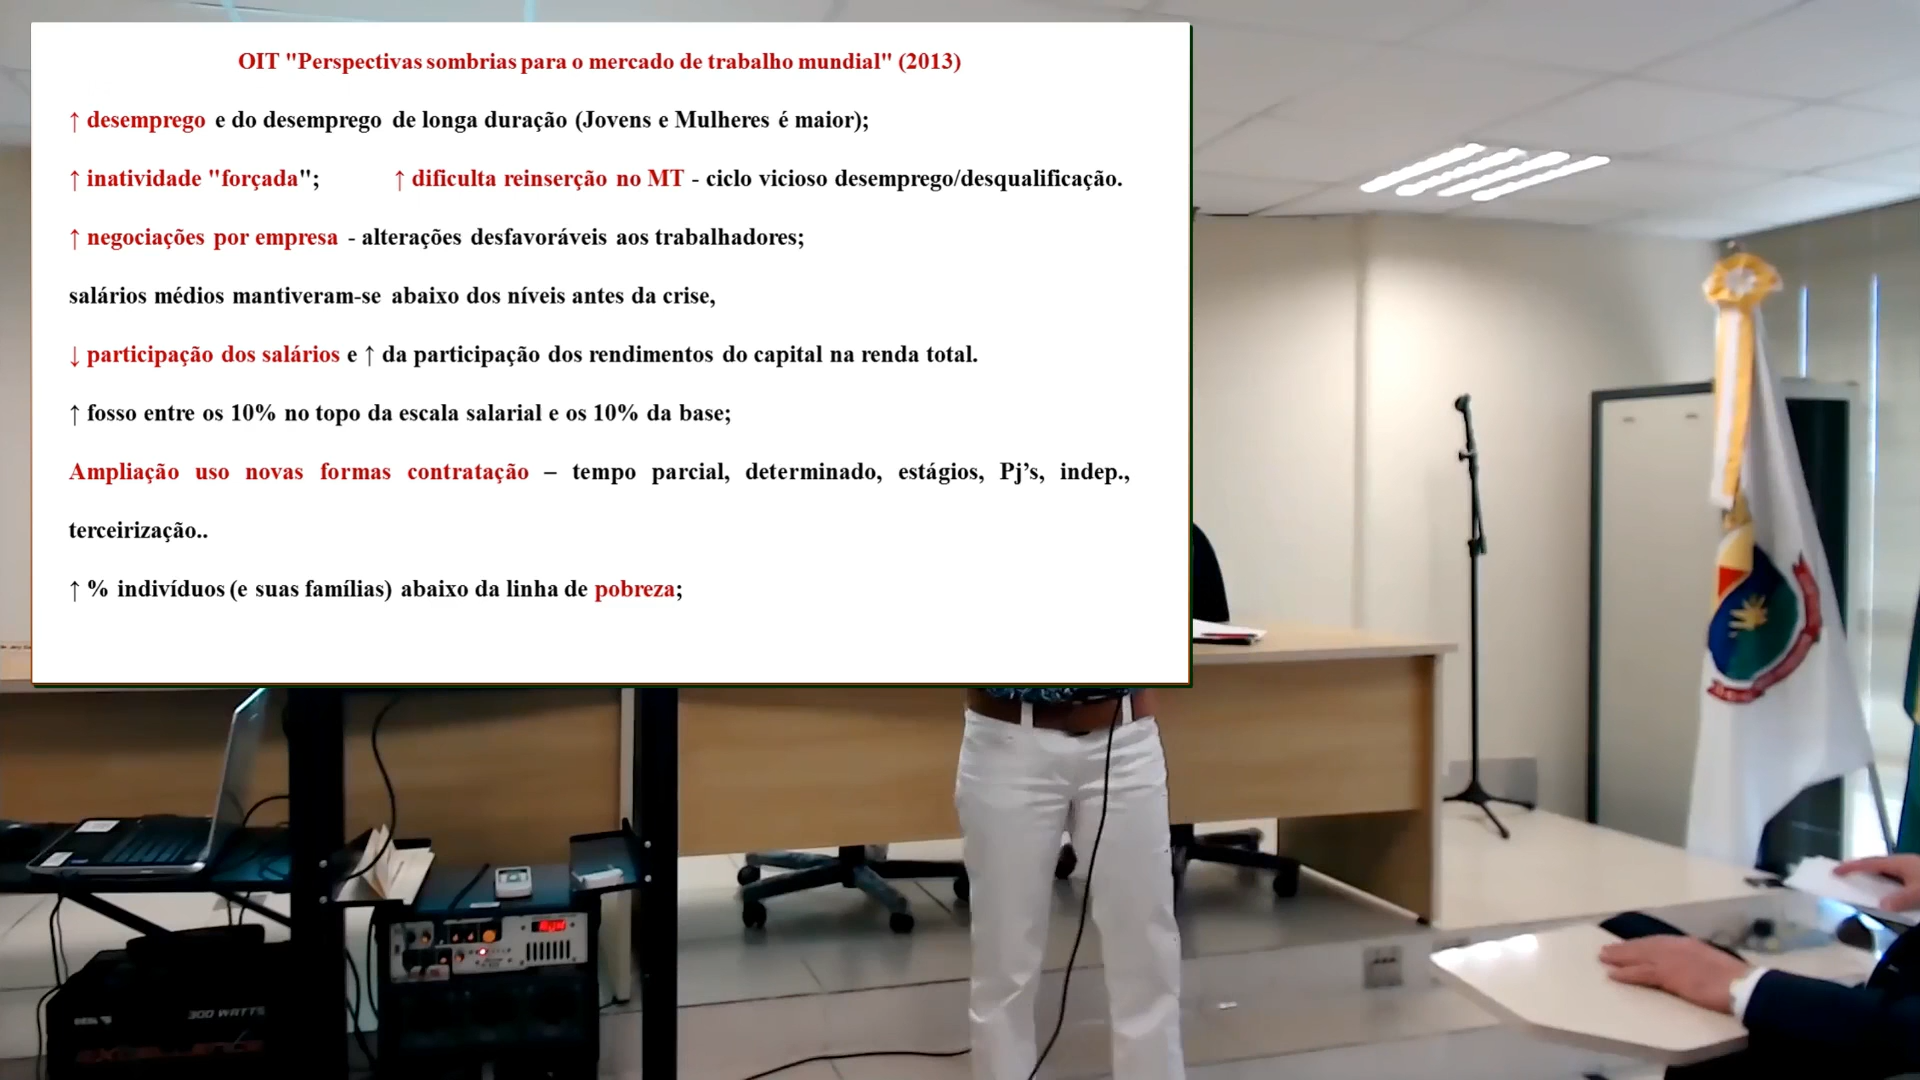 OIT "Perspectivas sombrias para o mercado de trabalho mundial" (2013)
↑ desemprego e do desemprego de longa duração (Jovens e Mulheres é maior);
↑ inatividade "forçada"; ↑ dificulta reinserção no MT - ciclo vicioso desemprego/desqualificação.
↑ negociações por empresa - alterações desfavoráveis aos trabalhadores;
salários médios mantiveram-se abaixo dos níveis antes da crise,
↓ participação dos salários e ↑ da participação dos rendimentos do capital na renda total.
↑ fosso entre os 10% no topo da escala salarial e os 10% da base;
Ampliação uso novas formas contratação – tempo parcial, determinado, estágios, Pj’s, indep.,
terceirização..
↑ % indivíduos (e suas famílias) abaixo da linha de pobreza;
300 WATTS